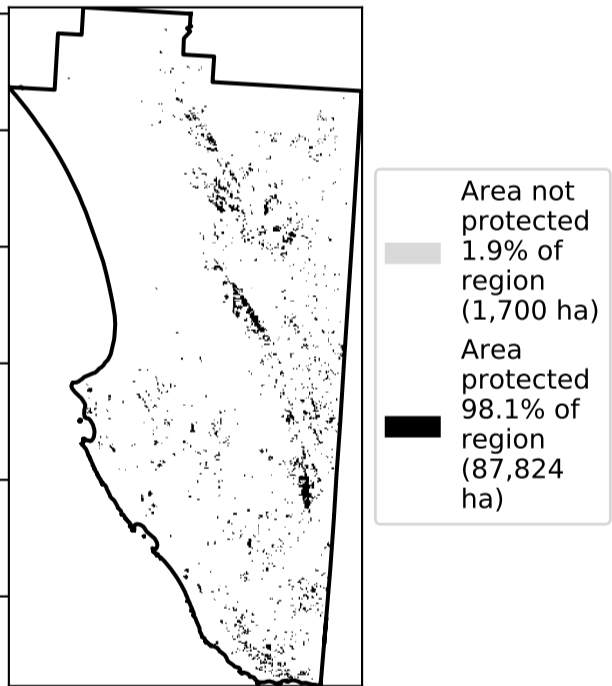 Area not
protected
1.9% of
region
(1,700 ha)
Area
protected
98.1% of
region
(87,824
ha)